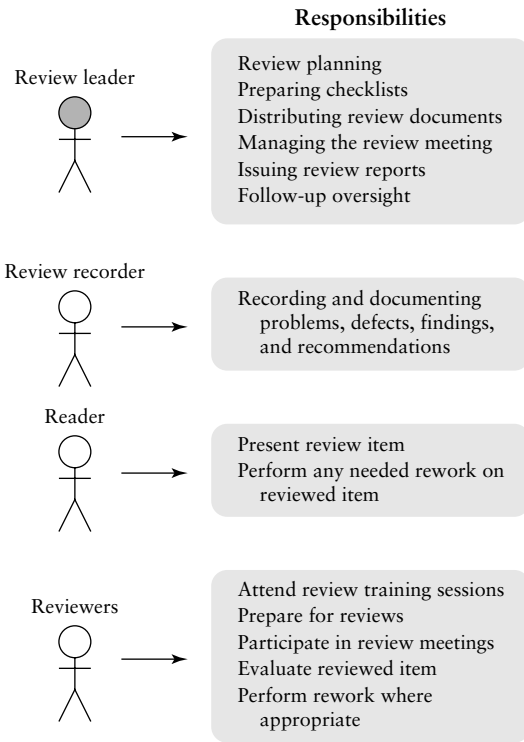 Responsibilities
Review leader
Review planning
Preparing checklists
Distributing review documents
Managing the review meeting
Issuing review reports
Follow-up oversight
Review recorder
Recording and documenting
problems, defects, findings,
and recommendations
Reader
Present review item
Perform any needed rework on
reviewed item
Reviewers
Attend review training sessions
Prepare for reviews
Participate in review meetings
Evaluate reviewed item
Perform rework where
appropriate